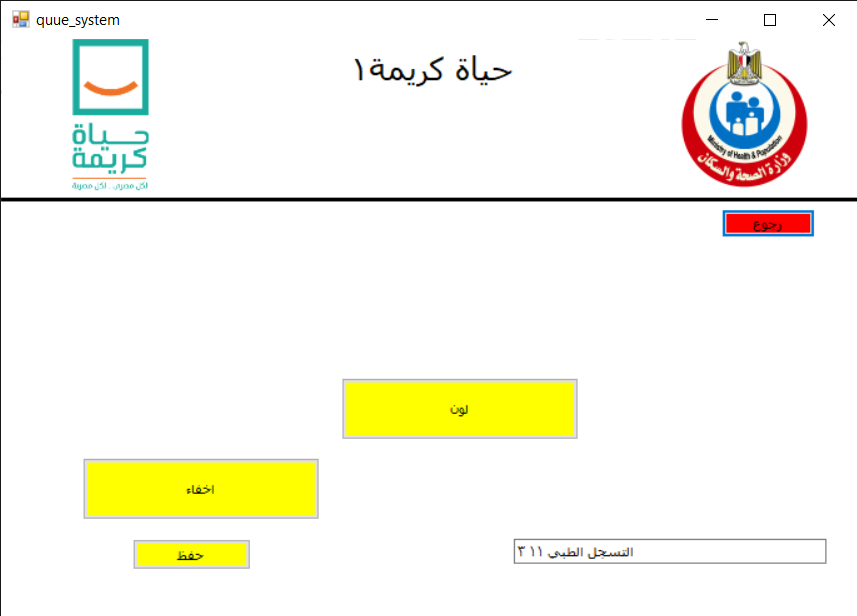 quue_system
حياة كريمة١
حياة
كريمة
لكل مصري.. لكل مصرية
Ministry of Health & Population
وزارة الصحة والسكان
رجوع
لون
اخفاء
حفظ
التسجل الطبي ١١ ٣